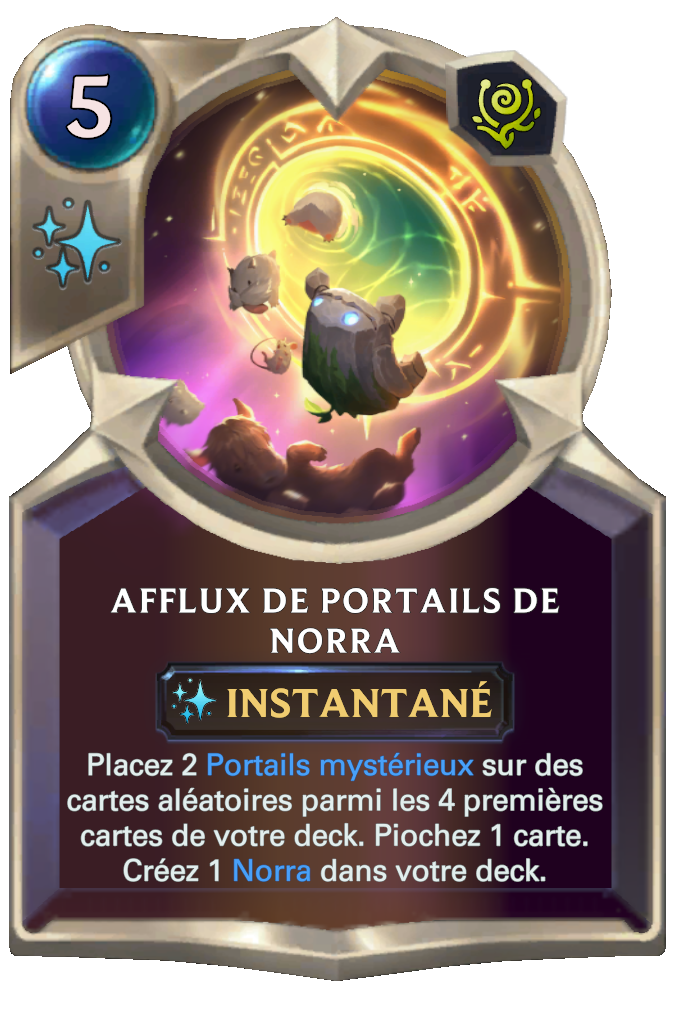 5
AFFLUX DE PORTAILS DE
NORRA
INSTANTANÉ
Placez 2 Portails mystérieux sur des
cartes aléatoires parmi les 4 premières
cartes de votre deck. Piochez 1 carte.
Créez 1 Norra dans votre deck.